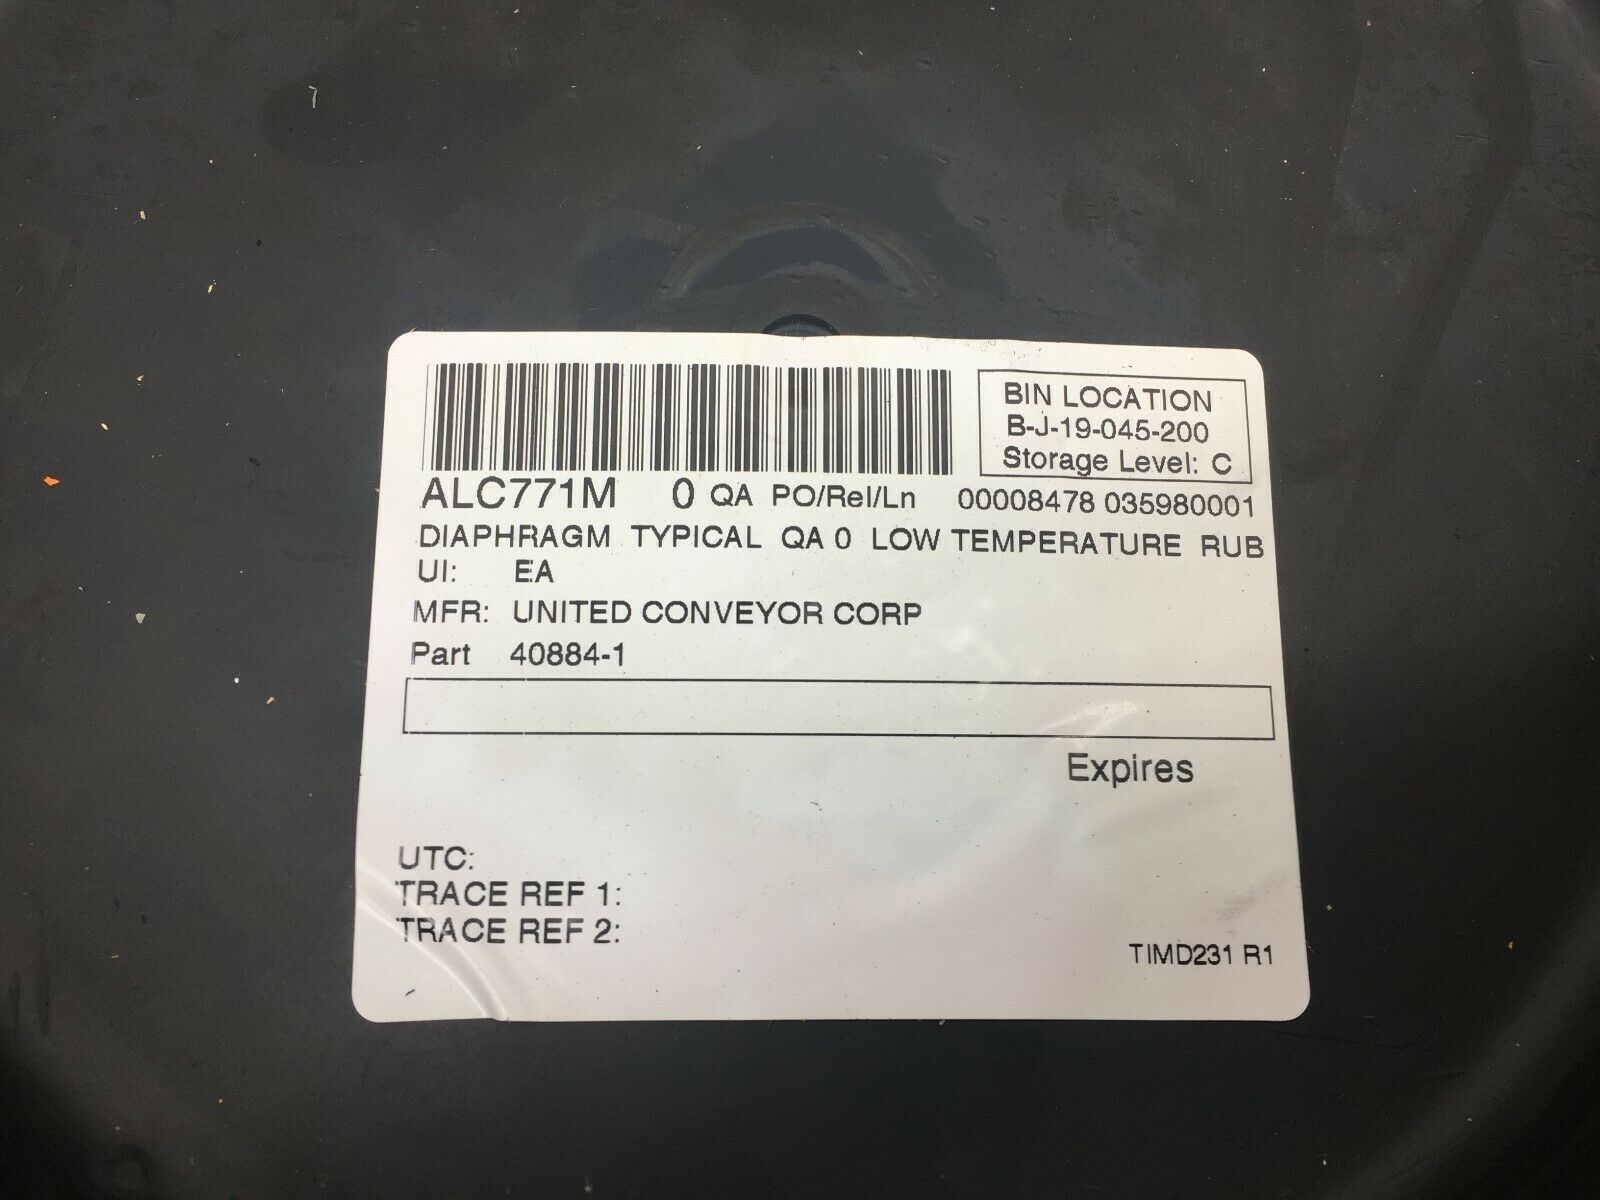 BIN LOCATION
B-J-19-045-200
Storage Level: C
ALC771M 0 QA PO/Rel/Ln 00008478 035980001
DIAPHRAGM TYPICAL QA 0 LOW TEMPERATURE RUB
UI: EA
MFR: UNITED CONVEYOR CORP
Part 40884-1
Expires
UTC:
TRACE REF 1:
TRACE REF 2:
TIMD231 R1